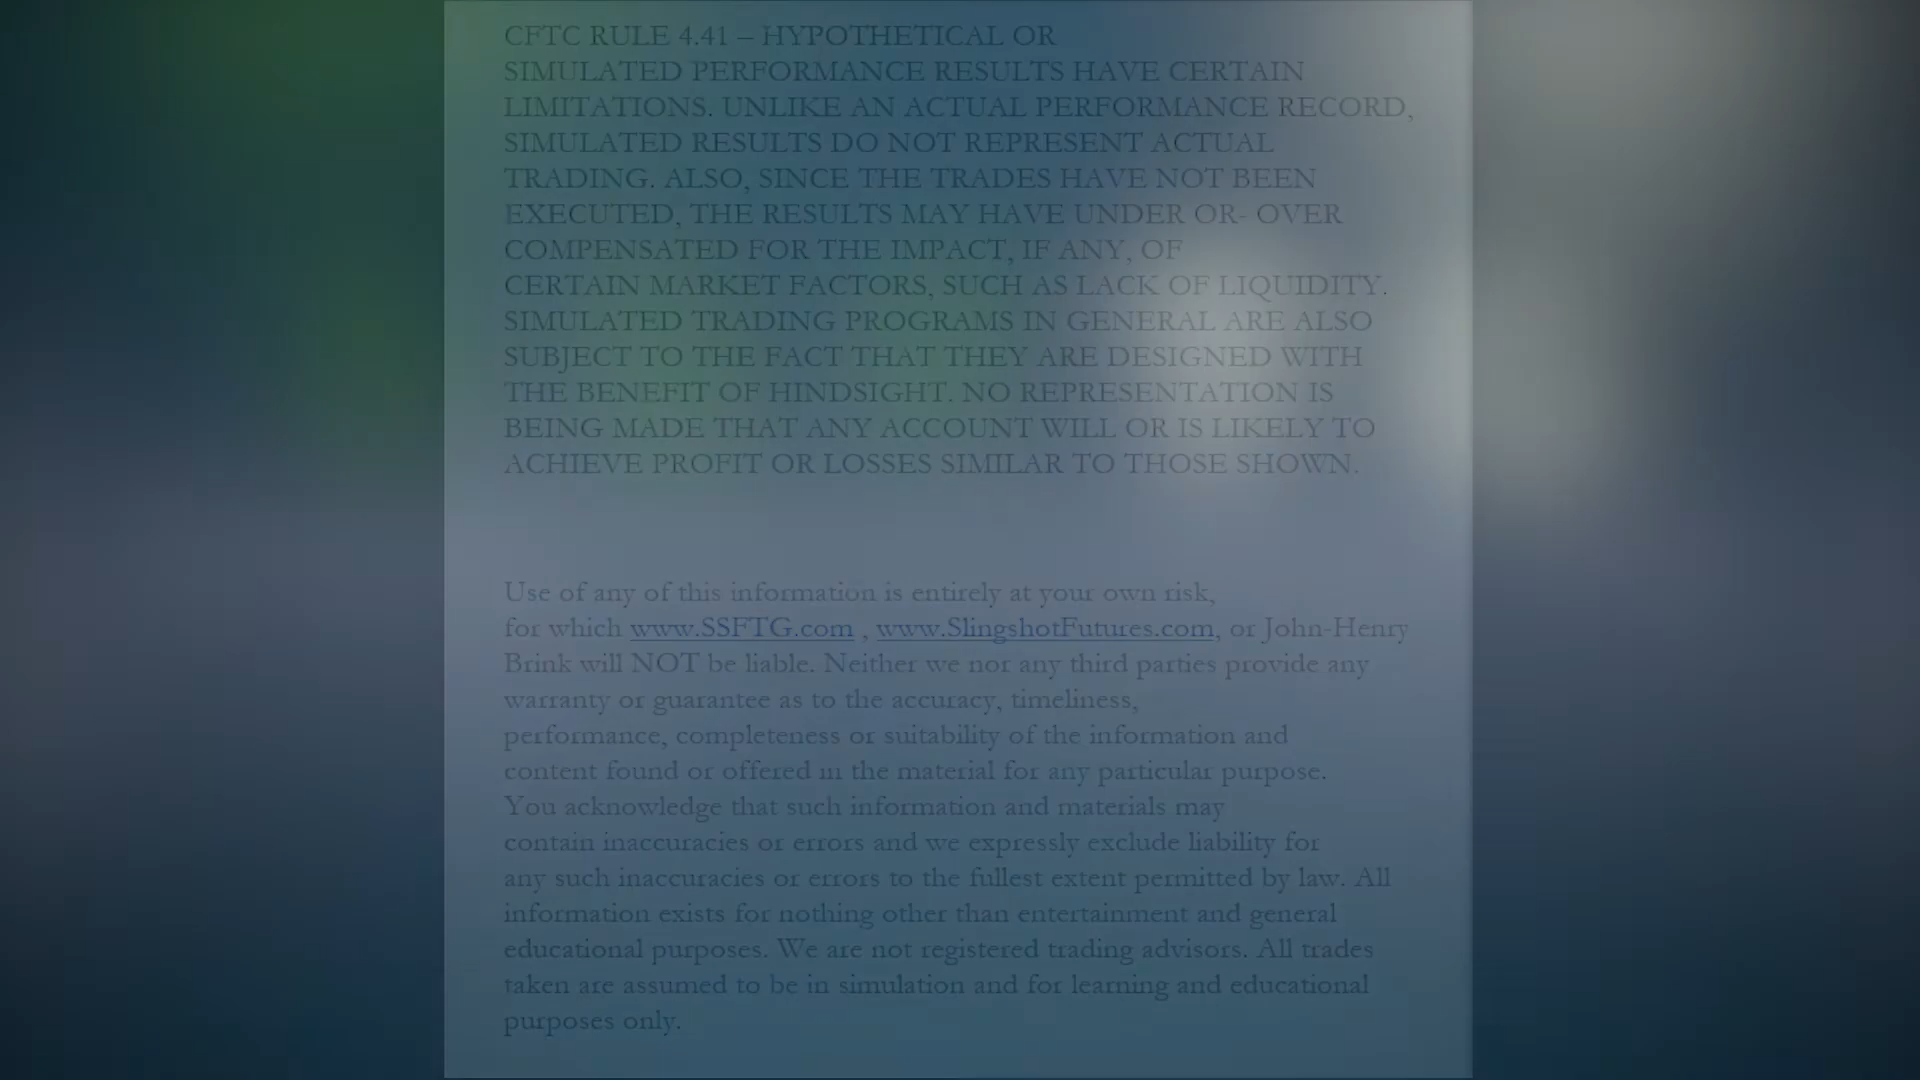 CFTC RULE 4.41 – HYPOTHETICAL OR
SIMULATED PERFORMANCE RESULTS HAVE CERTAIN
LIMITATIONS. UNLIKE AN ACTUAL PERFORMANCE RECORD,
SIMULATED RESULTS DO NOT REPRESENT ACTUAL
TRADING. ALSO, SINCE THE TRADES HAVE NOT BEEN
EXECUTED, THE RESULTS MAY HAVE UNDER OR- OVER
COMPENSATED FOR THE IMPACT, IF ANY, OF
CERTAIN MARKET FACTORS, SUCH AS LACK OF LIQUIDITY.
SIMULATED TRADING PROGRAMS IN GENERAL ARE ALSO
SUBJECT TO THE FACT THAT THEY ARE DESIGNED WITH
THE BENEFIT OF HINDSIGHT. NO REPRESENTATION IS
BEING MADE THAT ANY ACCOUNT WILL OR IS LIKELY TO
ACHIEVE PROFIT OR LOSSES SIMILAR TO THOSE SHOWN.
Use of any of this information is entirely at your own risk,
for which www.SSFTG.com , www.SlingshotFutures.com, or John-Henry
Brink will NOT be liable. Neither we nor any third parties provide any
warranty or guarantee as to the accuracy, timeliness,
performance, completeness or suitability of the information and
content found or offered in the material for any particular purpose.
You acknowledge that such information and materials may
contain inaccuracies or errors and we expressly exclude liability for
any such inaccuracies or errors to the fullest extent permitted by law. All
information exists for nothing other than entertainment and general
educational purposes. We are not registered trading advisors. All trades
taken are assumed to be in simulation and for learning and educational
purposes only.